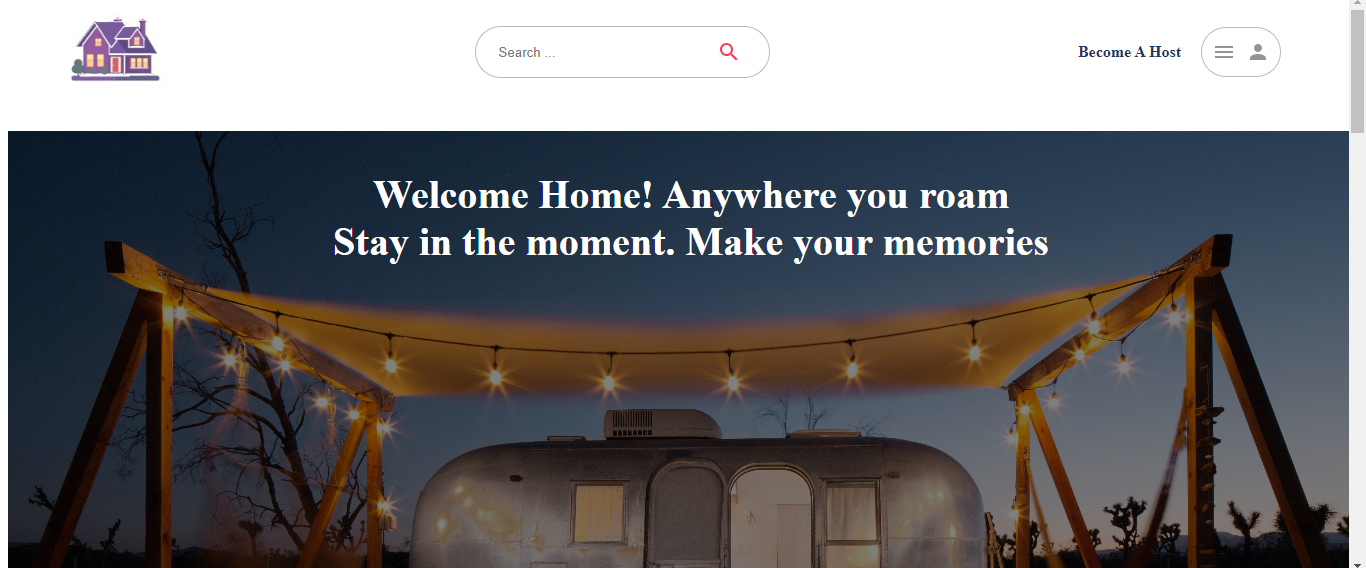 Search ...
Become A Host
Welcome Home! Anywhere you roam
Stay in the moment. Make your memories